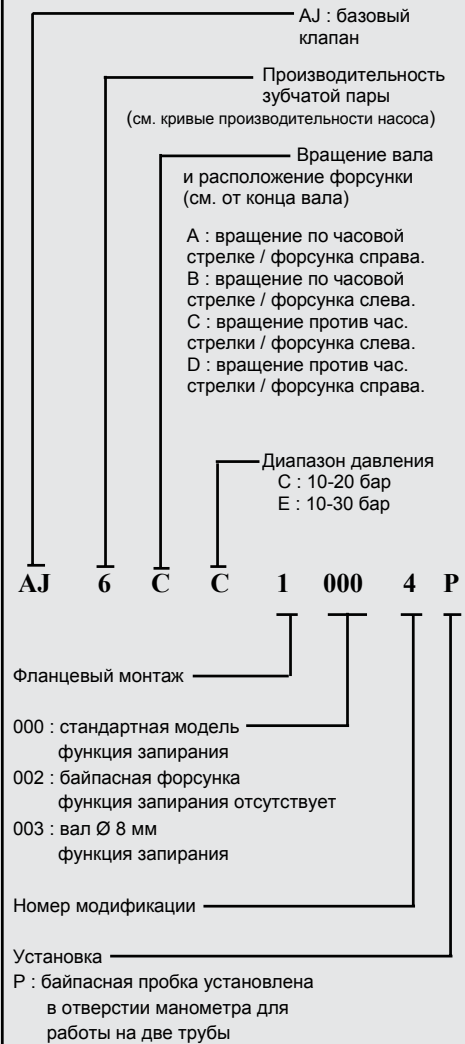 AJ : базовый
клапан
Производительность
зубчатой пары
(см. кривые производительности насоса)
Вращение вала
и расположение форсунки
(см. от конца вала)
A : вращение по часовой
стрелке / форсунка справа.
B : вращение по часовой
стрелке / форсунка слева.
C : вращение против час.
стрелки / форсунка слева.
D : вращение против час.
стрелки / форсунка справа.
Диапазон давления
C : 10-20 бар
E : 10-30 бар
AJ 6 C C 1 000 4 P
Фланцевый монтаж
000 : стандартная модель
функция запирания
002 : байпасная форсунка
функция запирания отсутствует
003 : вал Ø 8 мм
функция запирания
Номер модификации
Установка
P : байпасная пробка установлена
в отверстии манометра для
работы на две трубы